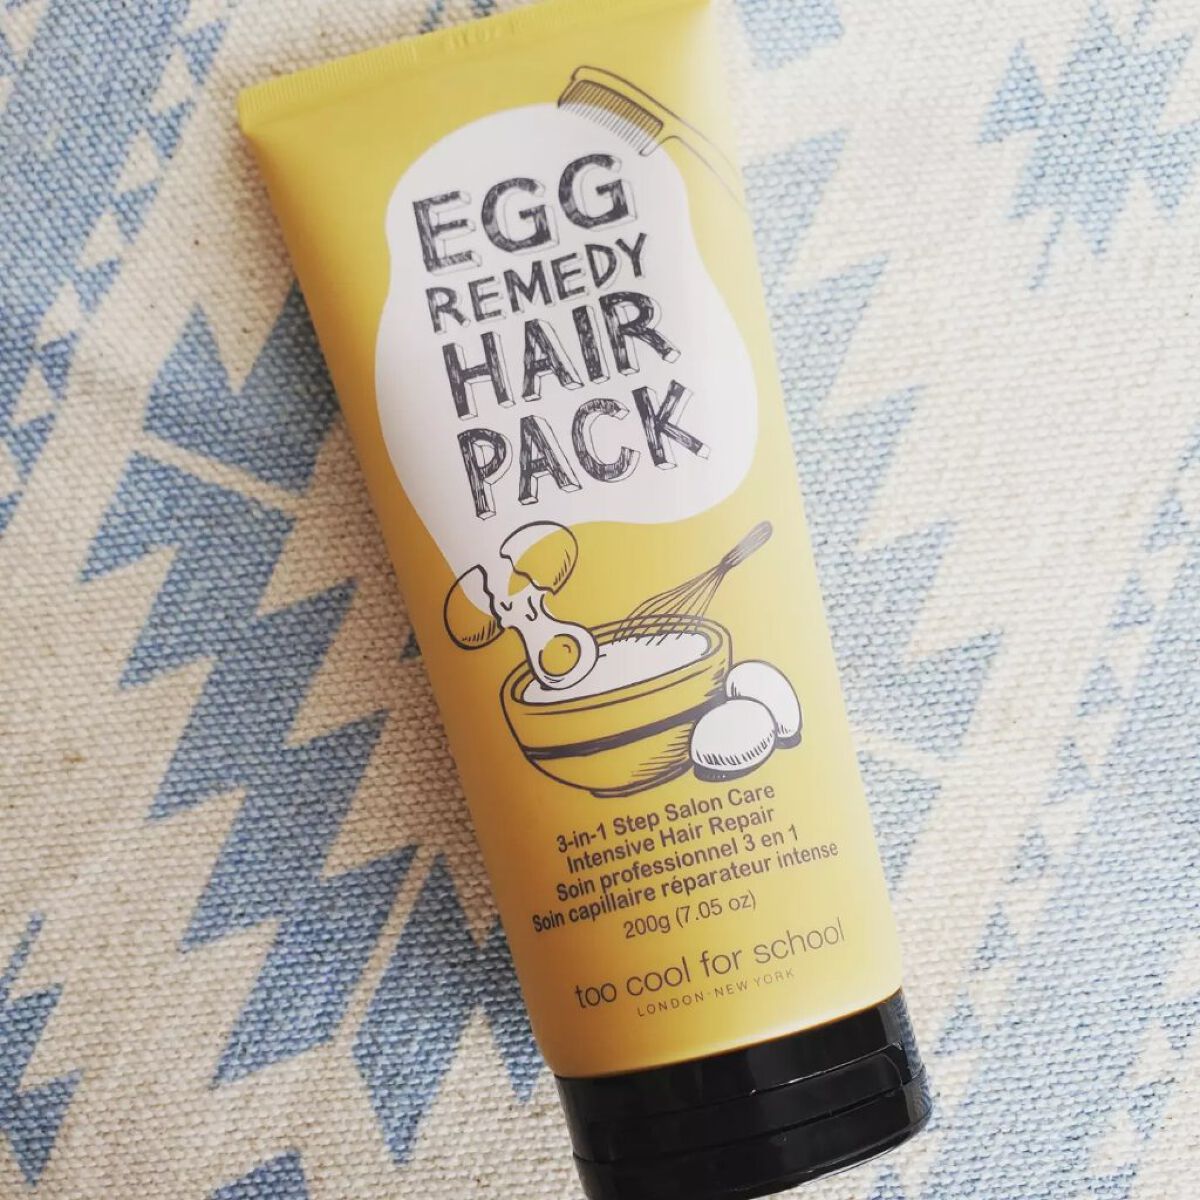 EGG
REMEDY
HAIR
PACK
3-in-1 Step Salon Care
Intensive Hair Repair
Soin professionnel 3 en 1
Soin capillaire réparateur intense
200g (7.05 oz)
too cool for school
LONDON-NEW YORK